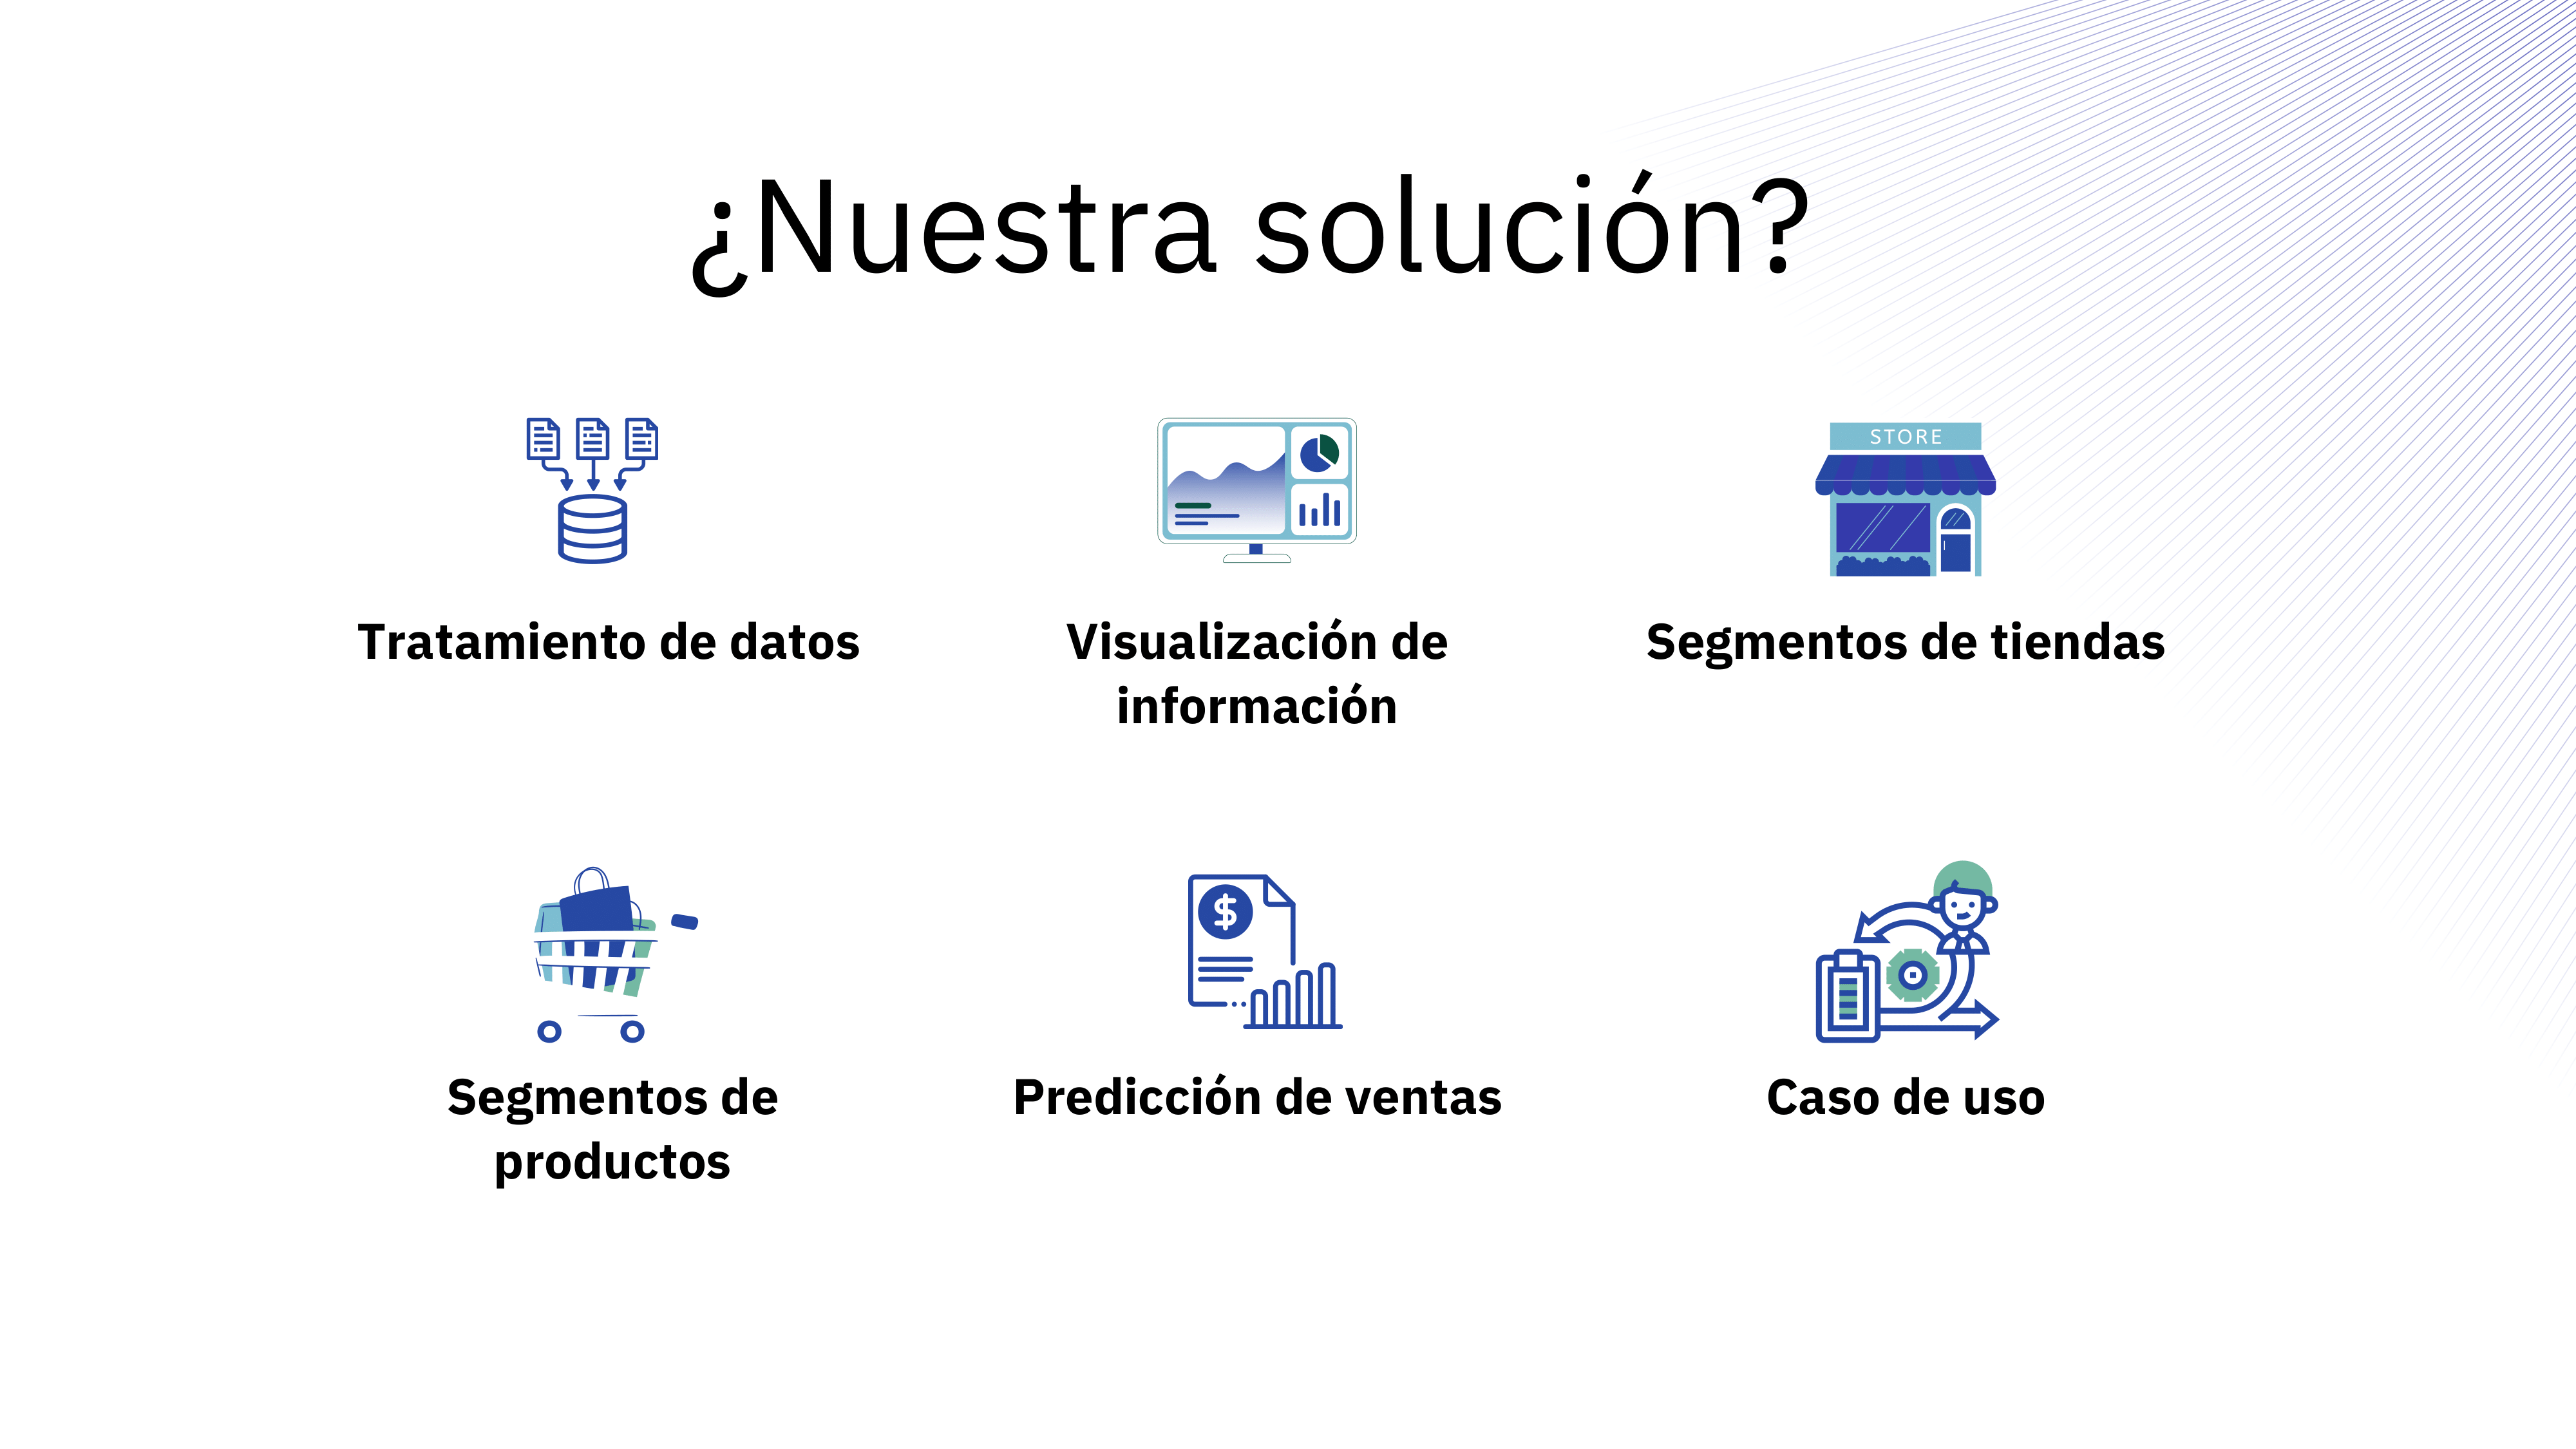 ¿Nuestra solución?
STORE
Tratamiento de datos
Visualización de
información
Segmentos de tiendas
$
Segmentos de
productos
Predicción de ventas
Caso de uso